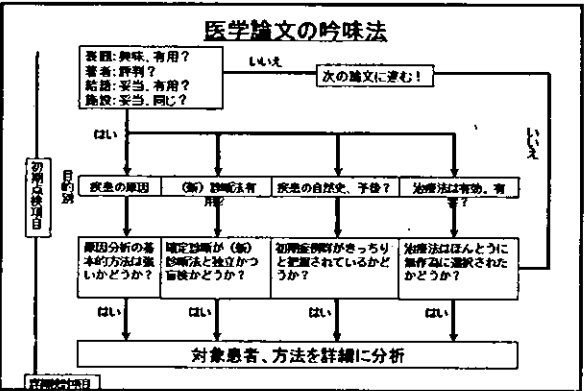 医学論文の吟味法
表題:興味、有用?
著者:評判?
結語:妥当、有用?
施設:妥当、同じ?
いいえ
次の論文に進む!
はい
いいえ
初期点検項目
目的別
疾患の原因
(新)診断法有
用?
疾患の自然史、予後?
治療法は有効、有
害?
原因分析の基
本的方法は強
いかどうか?
確定診断が(新)
診断法と独立かつ
盲検かどうか?
初期症例群がきっちり
と把握されているかど
うか?
治療法はほんとうに
無作為に選択された
かどうか?
はい
はい
はい
はい
対象患者、方法を詳細に分析
詳細検討項目